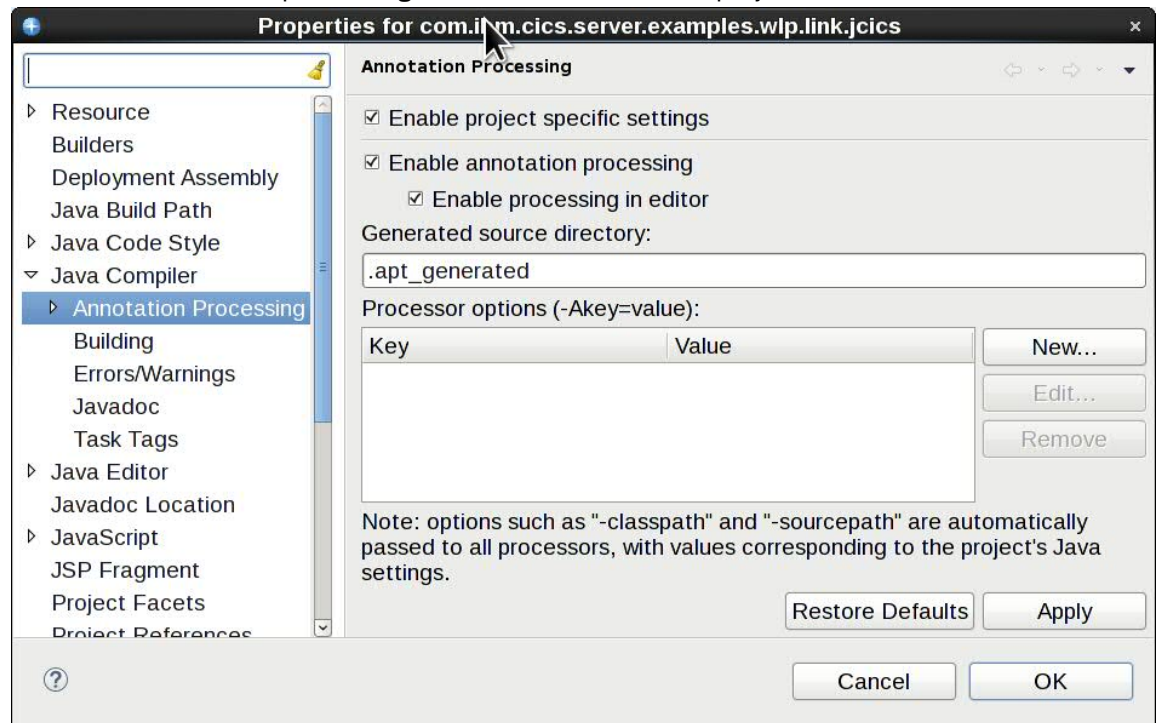 Properties for com.ibm.cics.server.examples.wlp.link.jcics
Annotation Processing
Resource
Builders
Deployment Assembly
Java Build Path
Java Code Style
Java Compiler
Annotation Processing
Building
Errors/Warnings
Javadoc
Task Tags
Java Editor
Javadoc Location
JavaScript
JSP Fragment
Project Facets
Project References
Enable project specific settings
Enable annotation processing
Enable processing in editor
Generated source directory:
.apt_generated
Processor options (-Akey=value):
Key Value
New...
Edit...
Remove
Note: options such as "-classpath" and "-sourcepath" are automatically
passed to all processors, with values corresponding to the project's Java
settings.
Restore Defaults Apply
Cancel OK